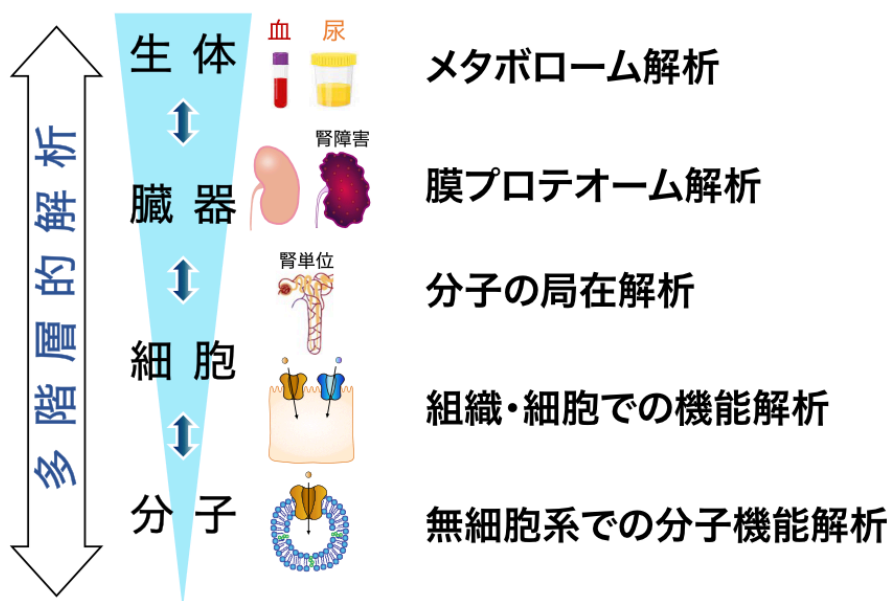 多階層的解析
生体
血
尿
メタボローム解析
腎障害
臓器
膜プロテオーム解析
腎単位
分子の局在解析
細胞
組織・細胞での機能解析
分子
無細胞系での分子機能解析